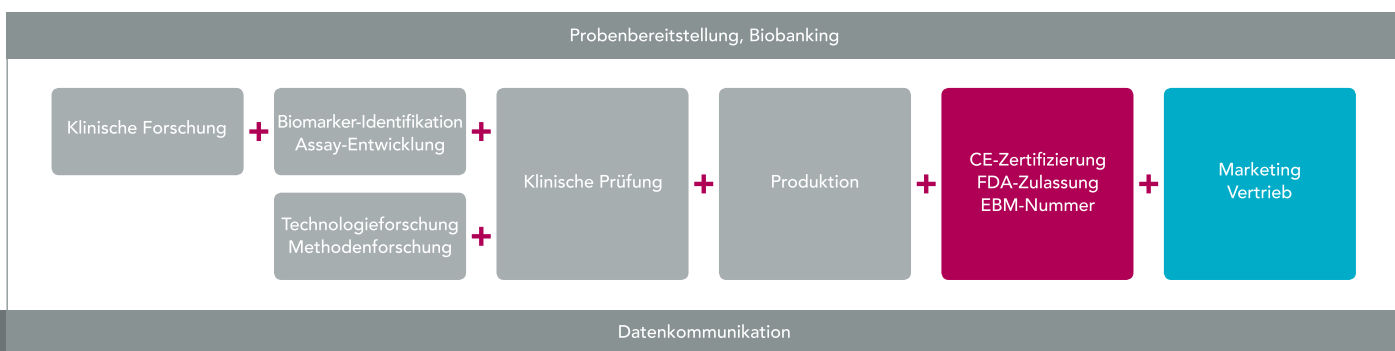 Probenbereitstellung, Biobanking
Klinische Forschung
+
Biomarker-Identifikation
Assay-Entwicklung
+
Technologieforschung
Methodenforschung
+
Klinische Prüfung
+
Produktion
+
CE-Zertifizierung
FDA-Zulassung
EBM-Nummer
+
Marketing
Vertrieb
Datenkommunikation